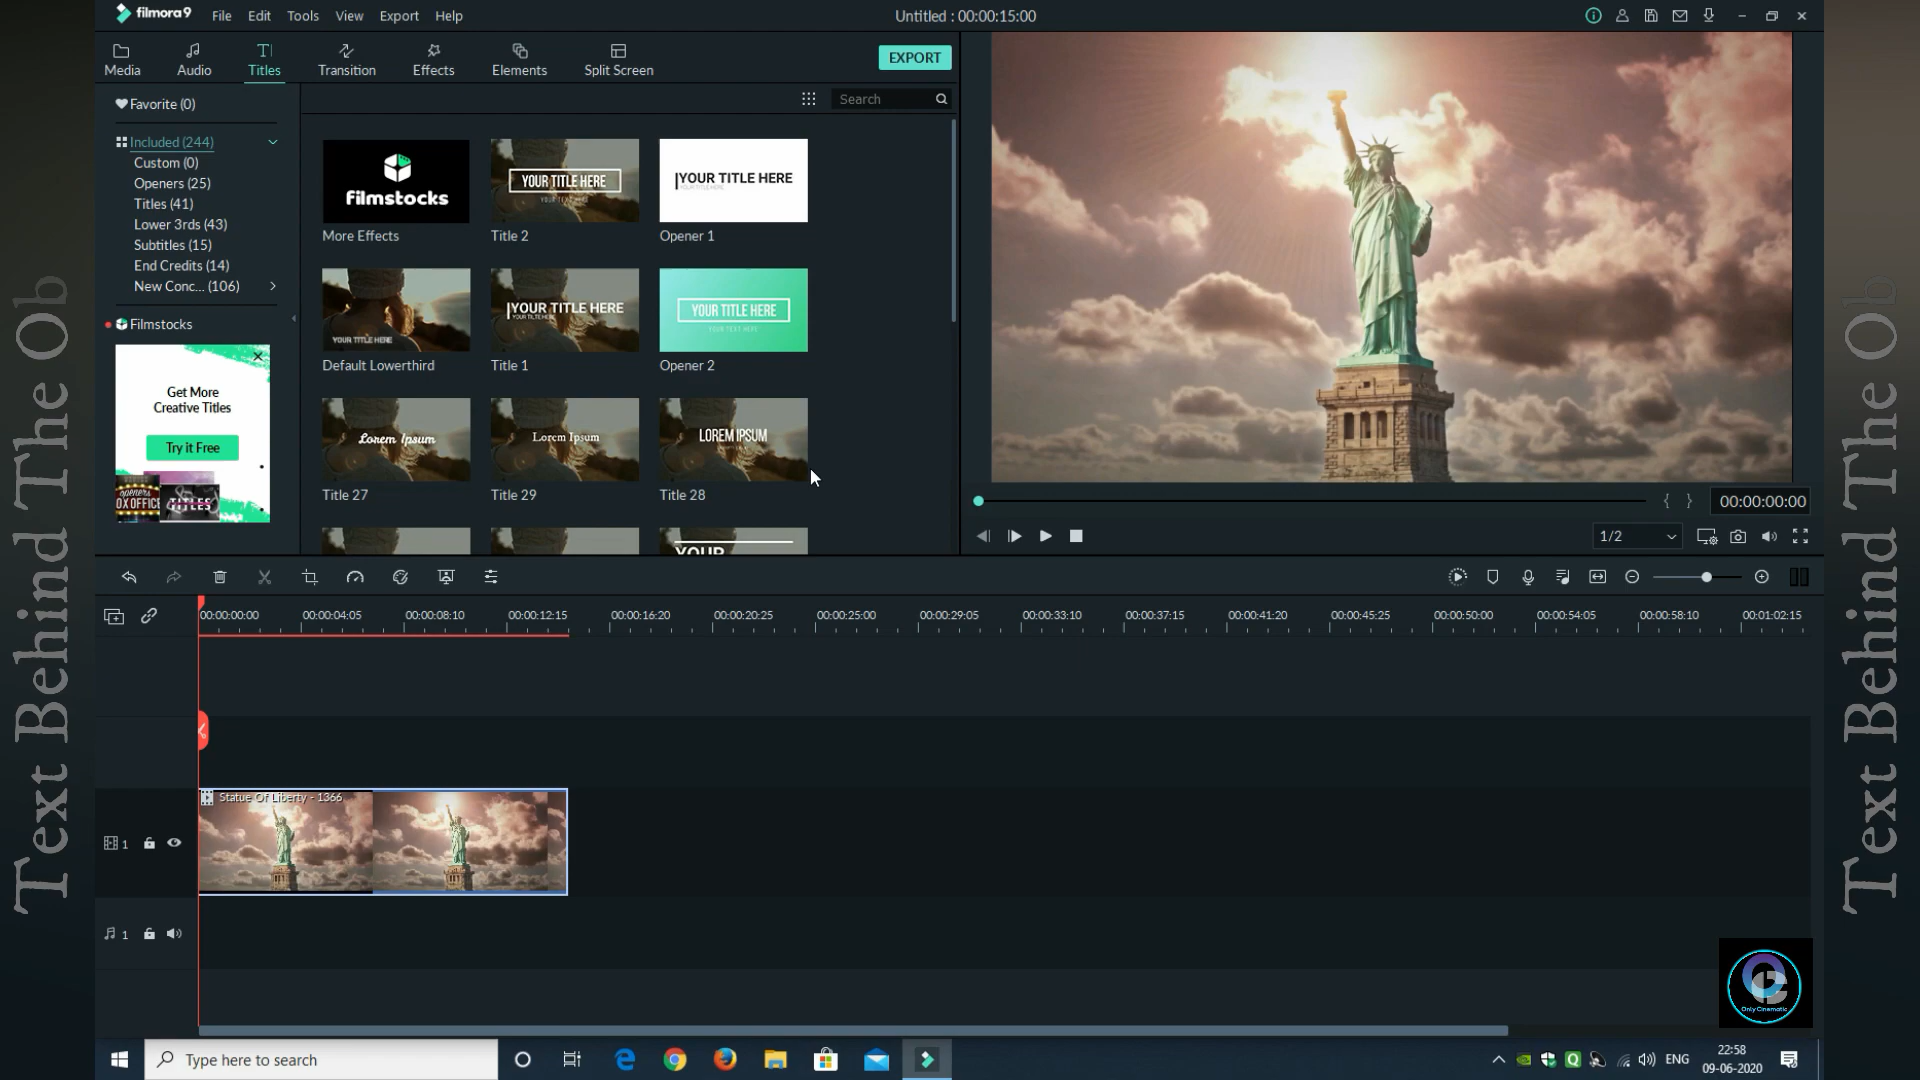 filmora9
File
Edit
Tools
View
Export
Help
Untitled : 00:00:15:00
Media
Audio
Titles
Transition
Effects
Elements
Split Screen
EXPORT
Favorite (0)
Search
Included (244)
Custom (0)
Openers (25)
Titles (41)
Lower 3rds (43)
Subtitles (15)
End Credits (14)
New Conc... (106)
Filmstocks
Get More
Creative Titles
Try it Free
TITLES
filmstocks
More Effects
YOUR TITLE HERE
Title 2
YOUR TITLE HERE
Opener 1
YOUR TITLE HERE
Default Lowerthird
YOUR TITLE HERE
Title 1
YOUR TITLE HERE
Opener 2
Lorem Ipsum
Title 27
Lorem Ipsum
Title 29
LOREM IPSUM
Title 28
YOUR
00:00:00:00
1/2
00:00:00:00
00:00:04:05
00:00:08:10
00:00:12:15
00:00:16:20
00:00:20:25
00:00:25:00
00:00:29:05
00:00:33:10
00:00:37:15
00:00:41:20
00:00:45:25
00:00:50:00
00:00:54:05
00:00:58:10
00:01:02:15
Statue Of Liberty - 1366
1
1
Text Behind The Ob
Text Behind The Ob
Only Cinematic
Type here to search
ENG
22:58
09-06-2020